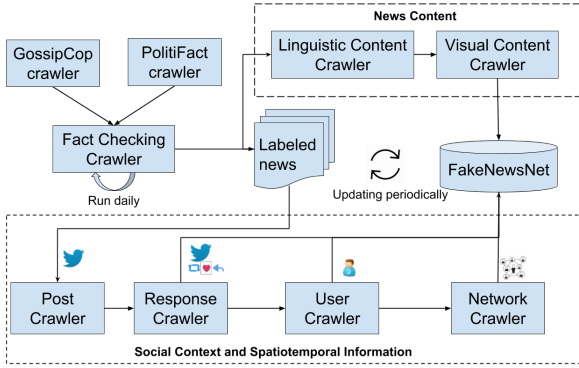 News Content
GossipCop
crawler
PolitiFact
crawler
Linguistic Content
Crawler
Visual Content
Crawler
Fact Checking
Crawler
Labeled
news
FakeNewsNet
Run daily
Updating periodically
Post
Crawler
Response
Crawler
User
Crawler
Network
Crawler
Social Context and Spatiotemporal Information